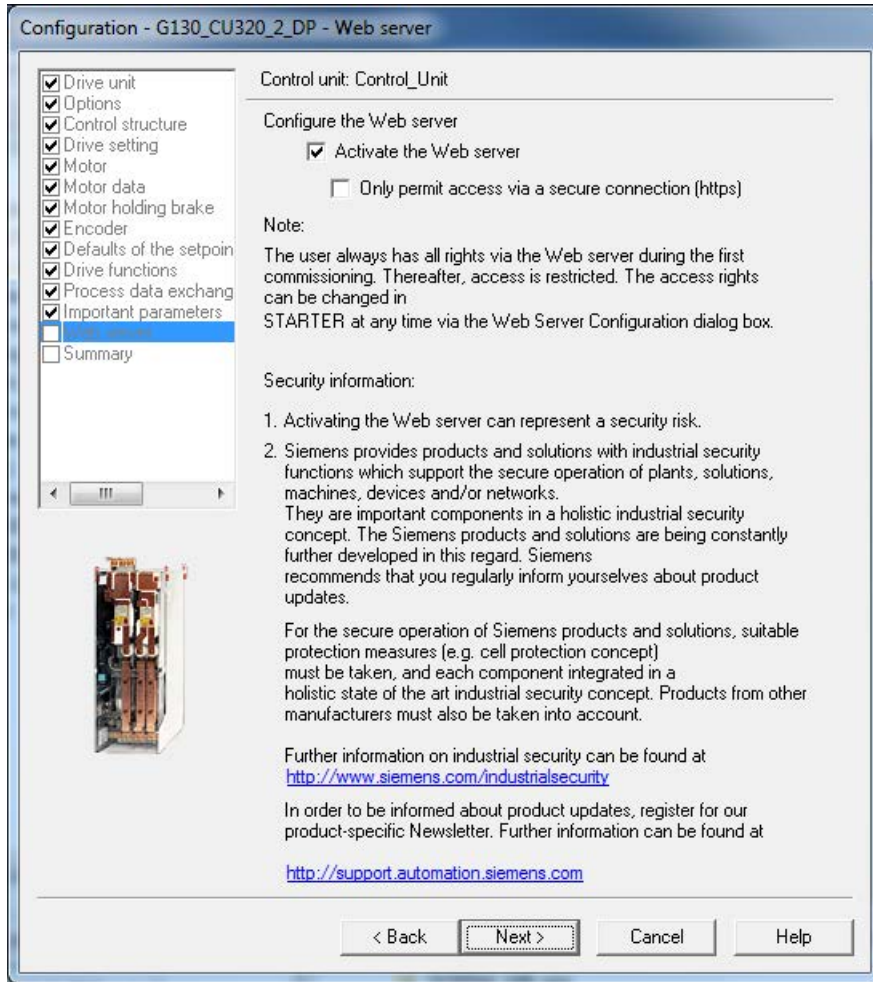 Configuration - G130_CU320_2_DP - Web server
Drive unit
Options
Control structure
Drive setting
Motor
Motor data
Motor holding brake
Encoder
Defaults of the setpoin
Drive functions
Process data exchang
Important parameters
Web server
Summary
Control unit: Control_Unit
Configure the Web server
Activate the Web server
Only permit access via a secure connection (https)
Note:
The user always has all rights via the Web server during the first
commissioning. Thereafter, access is restricted. The access rights
can be changed in
STARTER at any time via the Web Server Configuration dialog box.
Security information:
1. Activating the Web server can represent a security risk.
2. Siemens provides products and solutions with industrial security
functions which support the secure operation of plants, solutions,
machines, devices and/or networks.
They are important components in a holistic industrial security
concept. The Siemens products and solutions are being constantly
further developed in this regard. Siemens
recommends that you regularly inform yourselves about product
updates.
For the secure operation of Siemens products and solutions, suitable
protection measures (e.g. cell protection concept)
must be taken, and each component integrated in a
holistic state of the art industrial security concept. Products from other
manufacturers must also be taken into account.
Further information on industrial security can be found at
http://www.siemens.com/industrialsecurity
In order to be informed about product updates, register for our
product-specific Newsletter. Further information can be found at
http://support.automation.siemens.com
< Back
Next >
Cancel
Help